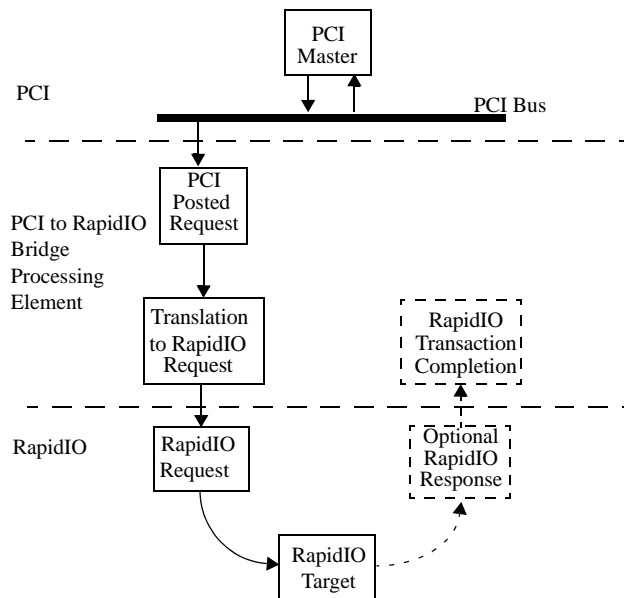 PCI
Master
PCI
PCI Bus
PCI
Posted
Request
PCI to RapidIO
Bridge
Processing
Element
Translation
to RapidIO
Request
RapidIO
Transaction
Completion
RapidIO
RapidIO
Request
Optional
RapidIO
Response
RapidIO
Target